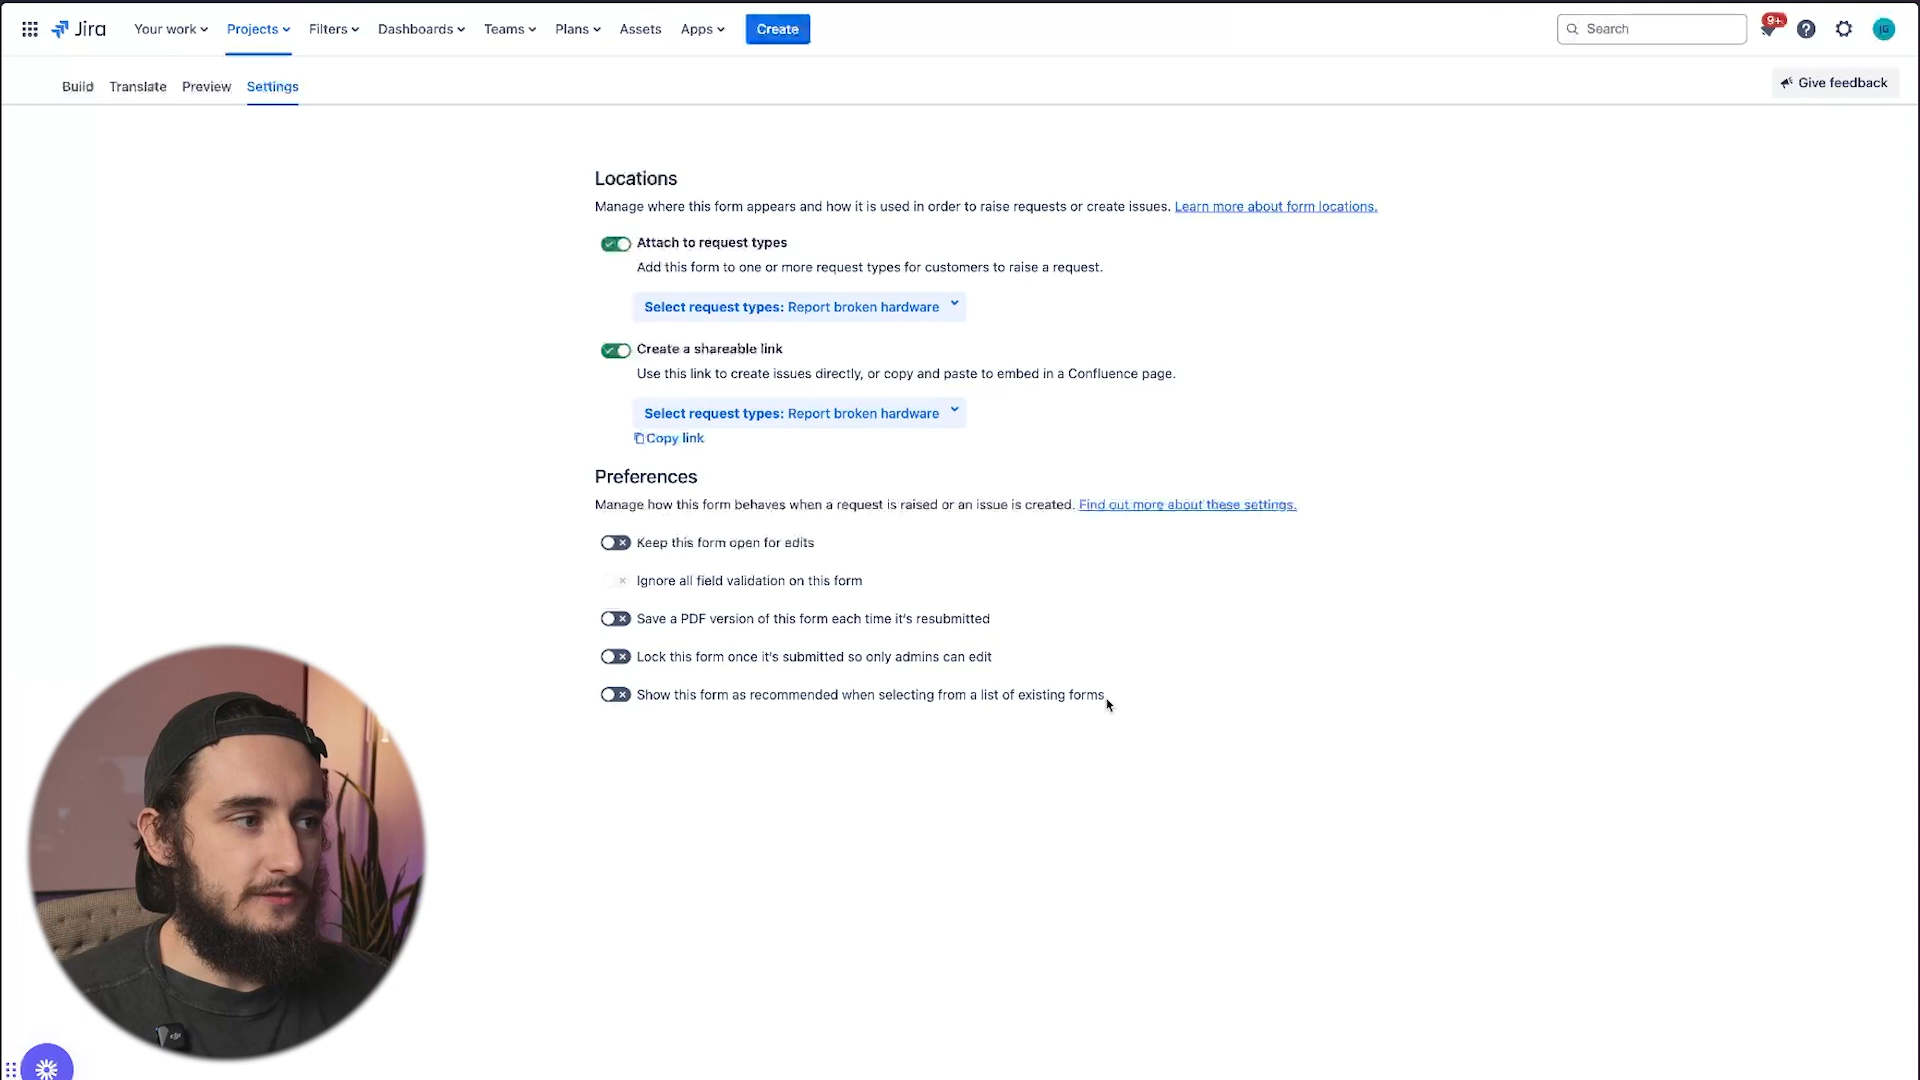 Jira
Your work
Projects
Filters
Dashboards
Teams
Plans
Assets
Apps
Create
Search
9+
JG
Build
Translate
Preview
Settings
Give feedback
Locations
Manage where this form appears and how it is used in order to raise requests or create issues. Learn more about form locations.
Attach to request types
Add this form to one or more request types for customers to raise a request.
Select request types: Report broken hardware
Create a shareable link
Use this link to create issues directly, or copy and paste to embed in a Confluence page.
Select request types: Report broken hardware
Copy link
Preferences
Manage how this form behaves when a request is raised or an issue is created. Find out more about these settings.
Keep this form open for edits
Ignore all field validation on this form
Save a PDF version of this form each time it's resubmitted
Lock this form once it's submitted so only admins can edit
Show this form as recommended when selecting from a list of existing forms
dji